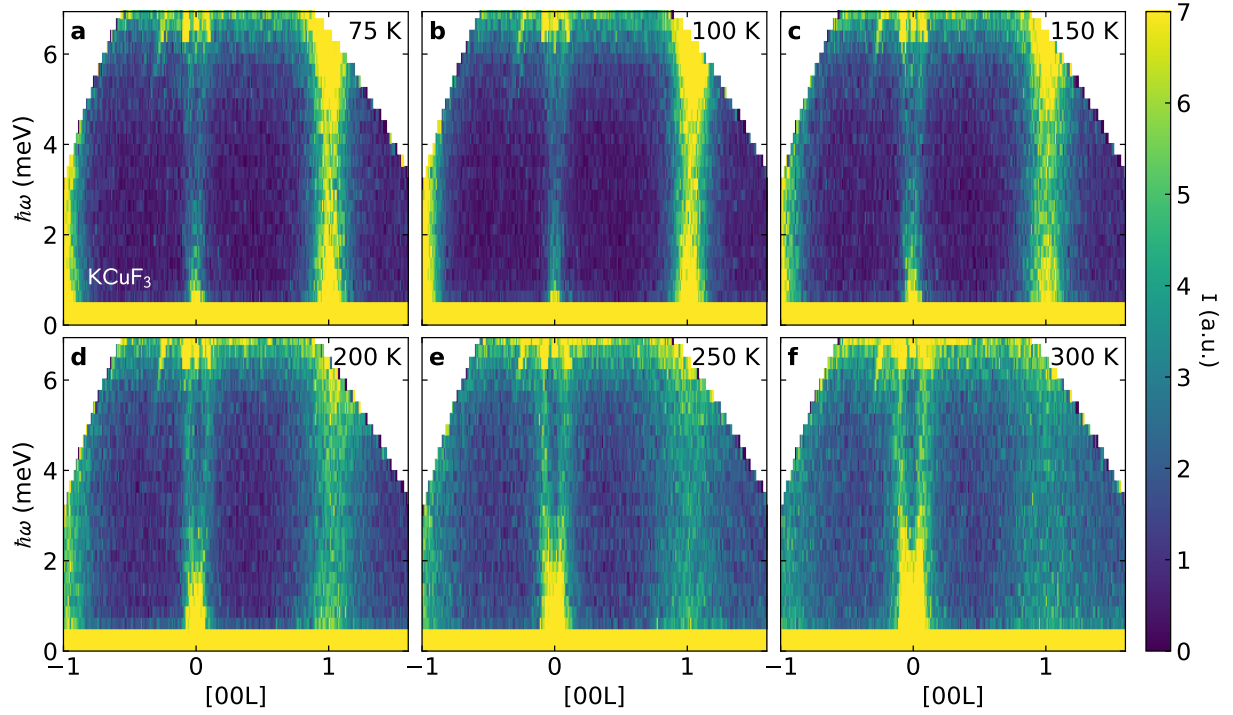 a 75 K
b 100 K
c 150 K
7
6
6
5
4
4
2
3
2
1
0
0
ħω (meV)
KCuF3
I (a.u.)
d 200 K
e 250 K
f 300 K
6
4
2
0
ħω (meV)
−1 0 1
−1 0 1
−1 0 1
[00L]
[00L]
[00L]